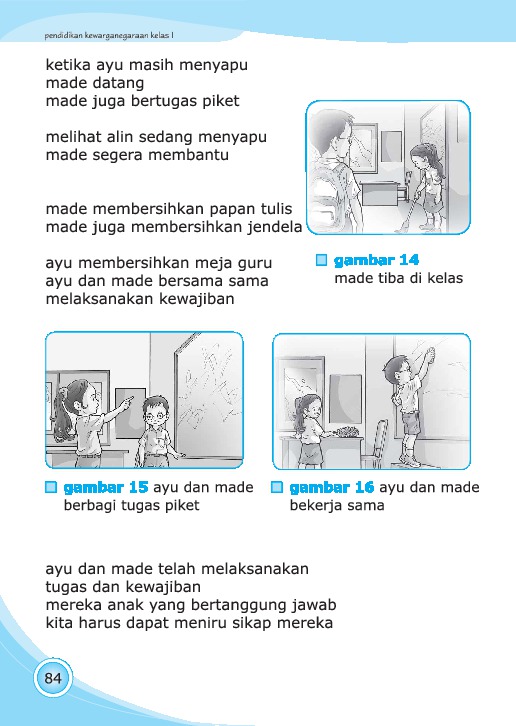 pendidikan kewarganegaraan kelas I
ketika ayu masih menyapu
made datang
made juga bertugas piket
melihat alin sedang menyapu
made segera membantu
made membersihkan papan tulis
made juga membersihkan jendela
ayu membersihkan meja guru
ayu dan made bersama sama
melaksanakan kewajiban
gambar 14
made tiba di kelas
gambar 15 ayu dan made
berbagi tugas piket
gambar 16 ayu dan made
bekerja sama
ayu dan made telah melaksanakan
tugas dan kewajiban
mereka anak yang bertanggung jawab
kita harus dapat meniru sikap mereka
84